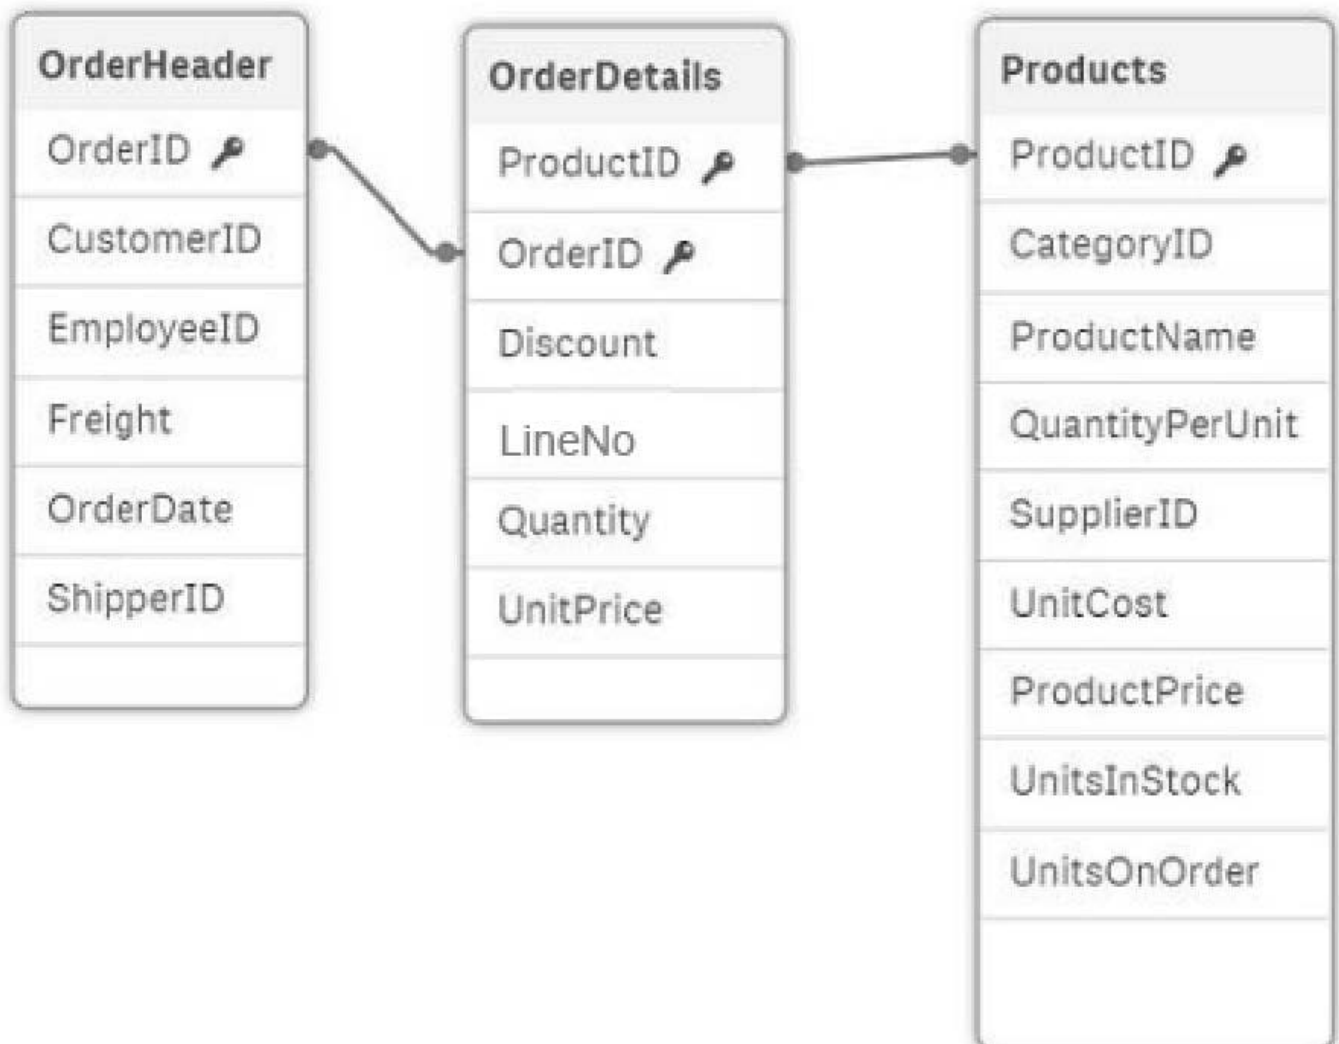 OrderHeader
OrderID
CustomerID
EmployeeID
Freight
OrderDate
ShipperID
OrderDetails
ProductID
OrderID
Discount
LineNo
Quantity
UnitPrice
Products
ProductID
CategoryID
ProductName
QuantityPerUnit
SupplierID
UnitCost
ProductPrice
UnitsInStock
UnitsOnOrder